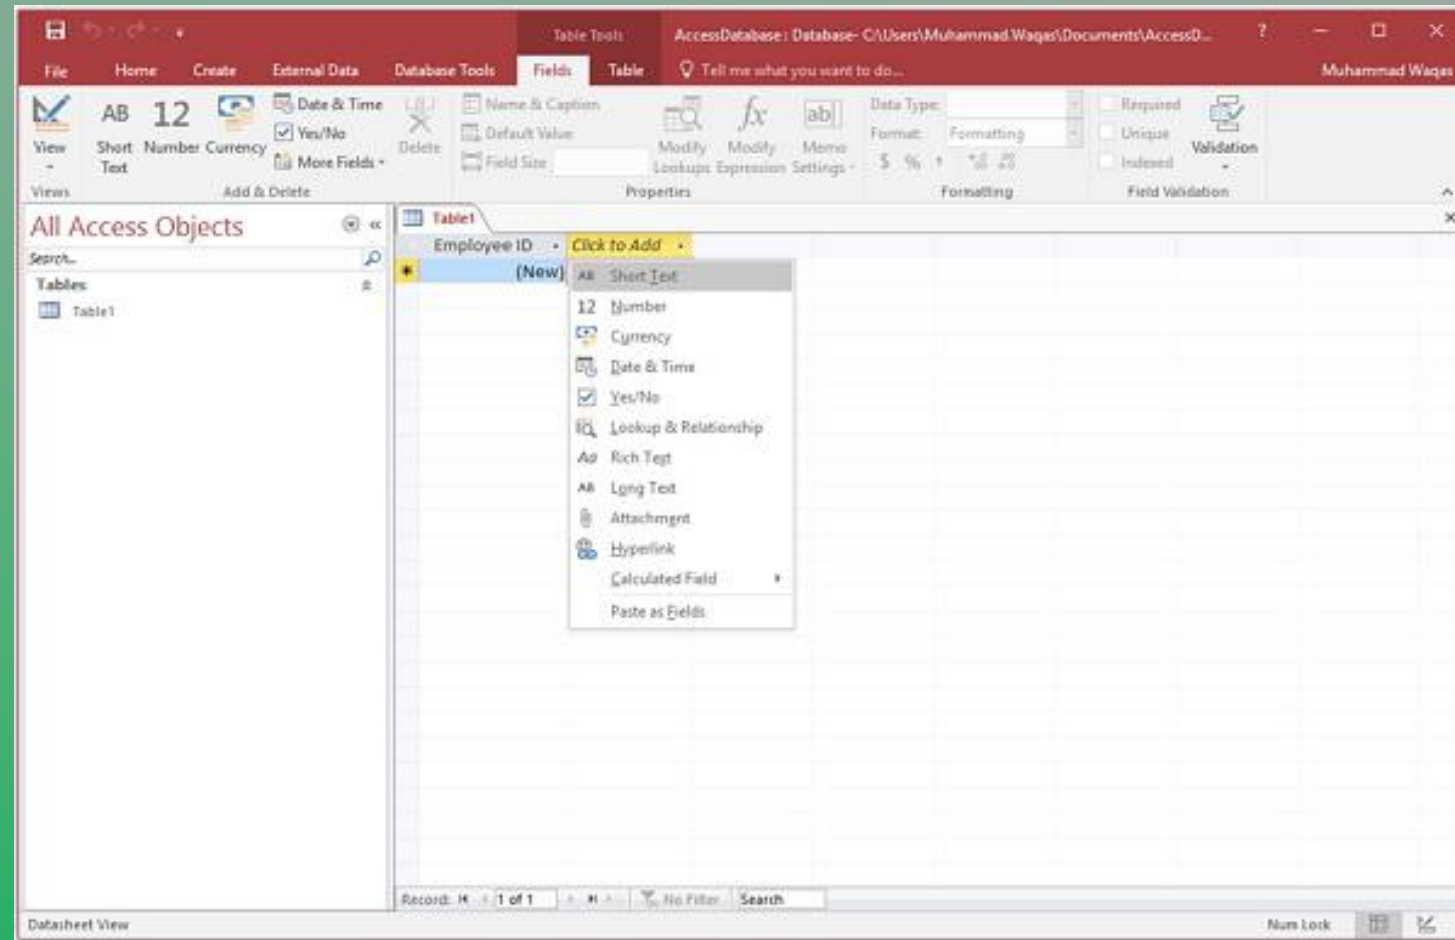 Table Tools
AccessDatabase : Database- C:\Users\Muhammad.Waqas\Documents\AccessD...
?
File Home Create External Data Database Tools Fields Table Tell me what you want to do... Muhammad Waqas
View
AB Short Text
12 Number
Currency
Date & Time
Yes/No
More Fields
Delete
Name & Caption
Default Value
Field Size
Modify Lookups
fx Modify Expression
ab Memo Settings
Data Type:
Format: Formatting
$ % ,
Required
Unique
Indexed
Validation
Views Add & Delete Properties Formatting Field Validation
All Access Objects
Search...
Tables
Table1
Table1
Employee ID Click to Add
* (New)
AB Short Text
12 Number
Currency
Date & Time
Yes/No
Lookup & Relationship
Aa Rich Text
AB Long Text
Attachment
Hyperlink
Calculated Field
Paste as Fields
Record: 1 of 1 No Filter Search
Datasheet View Num Lock